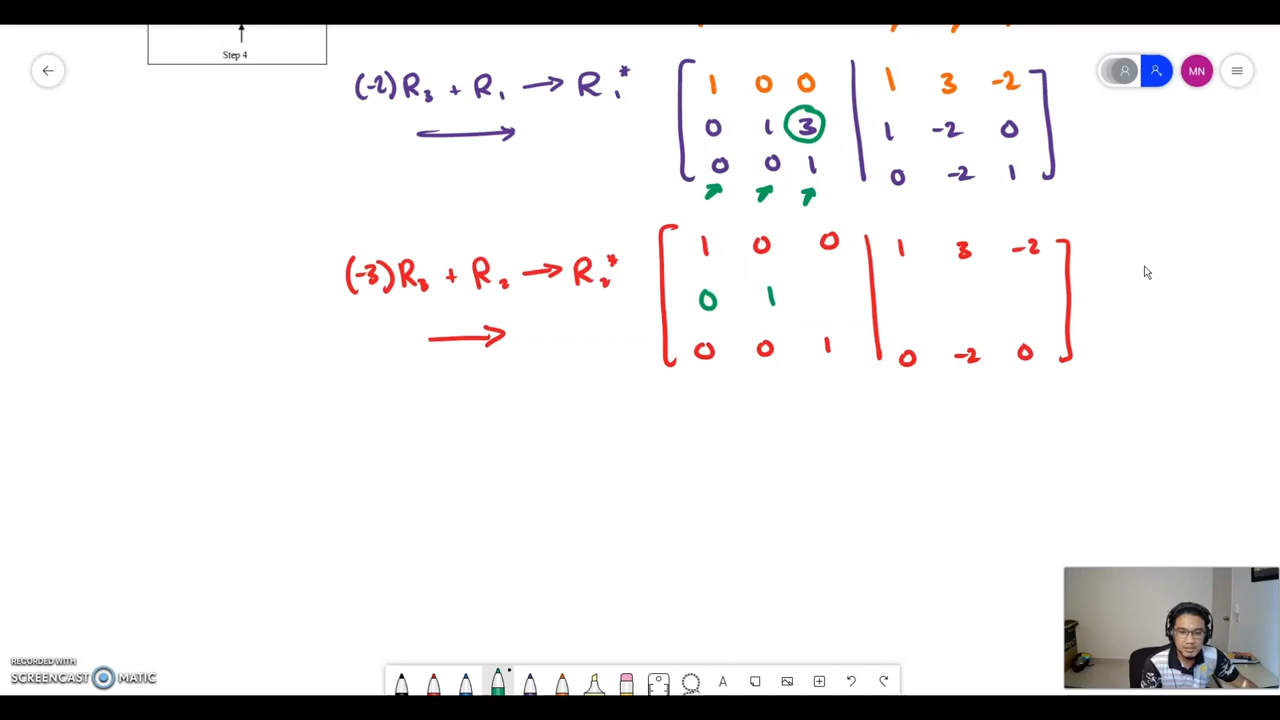 Step 4
(-2)R₃ + R₁ → R₁*
1 0 0 | 1 3 -2
0 1 3 | 1 -2 0
0 0 1 | 0 -2 1
(-3)R₃ + R₂ → R₂*
1 0 0 | 1 3 -2
0 1
0 0 1 | 0 -2 0
MN
RECORDED WITH
SCREENCAST MATIC
A